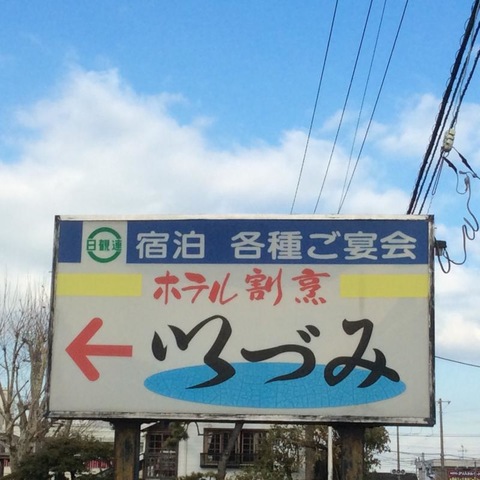 日観連 宿泊 各種ご宴会
ホテル割烹
いづみ